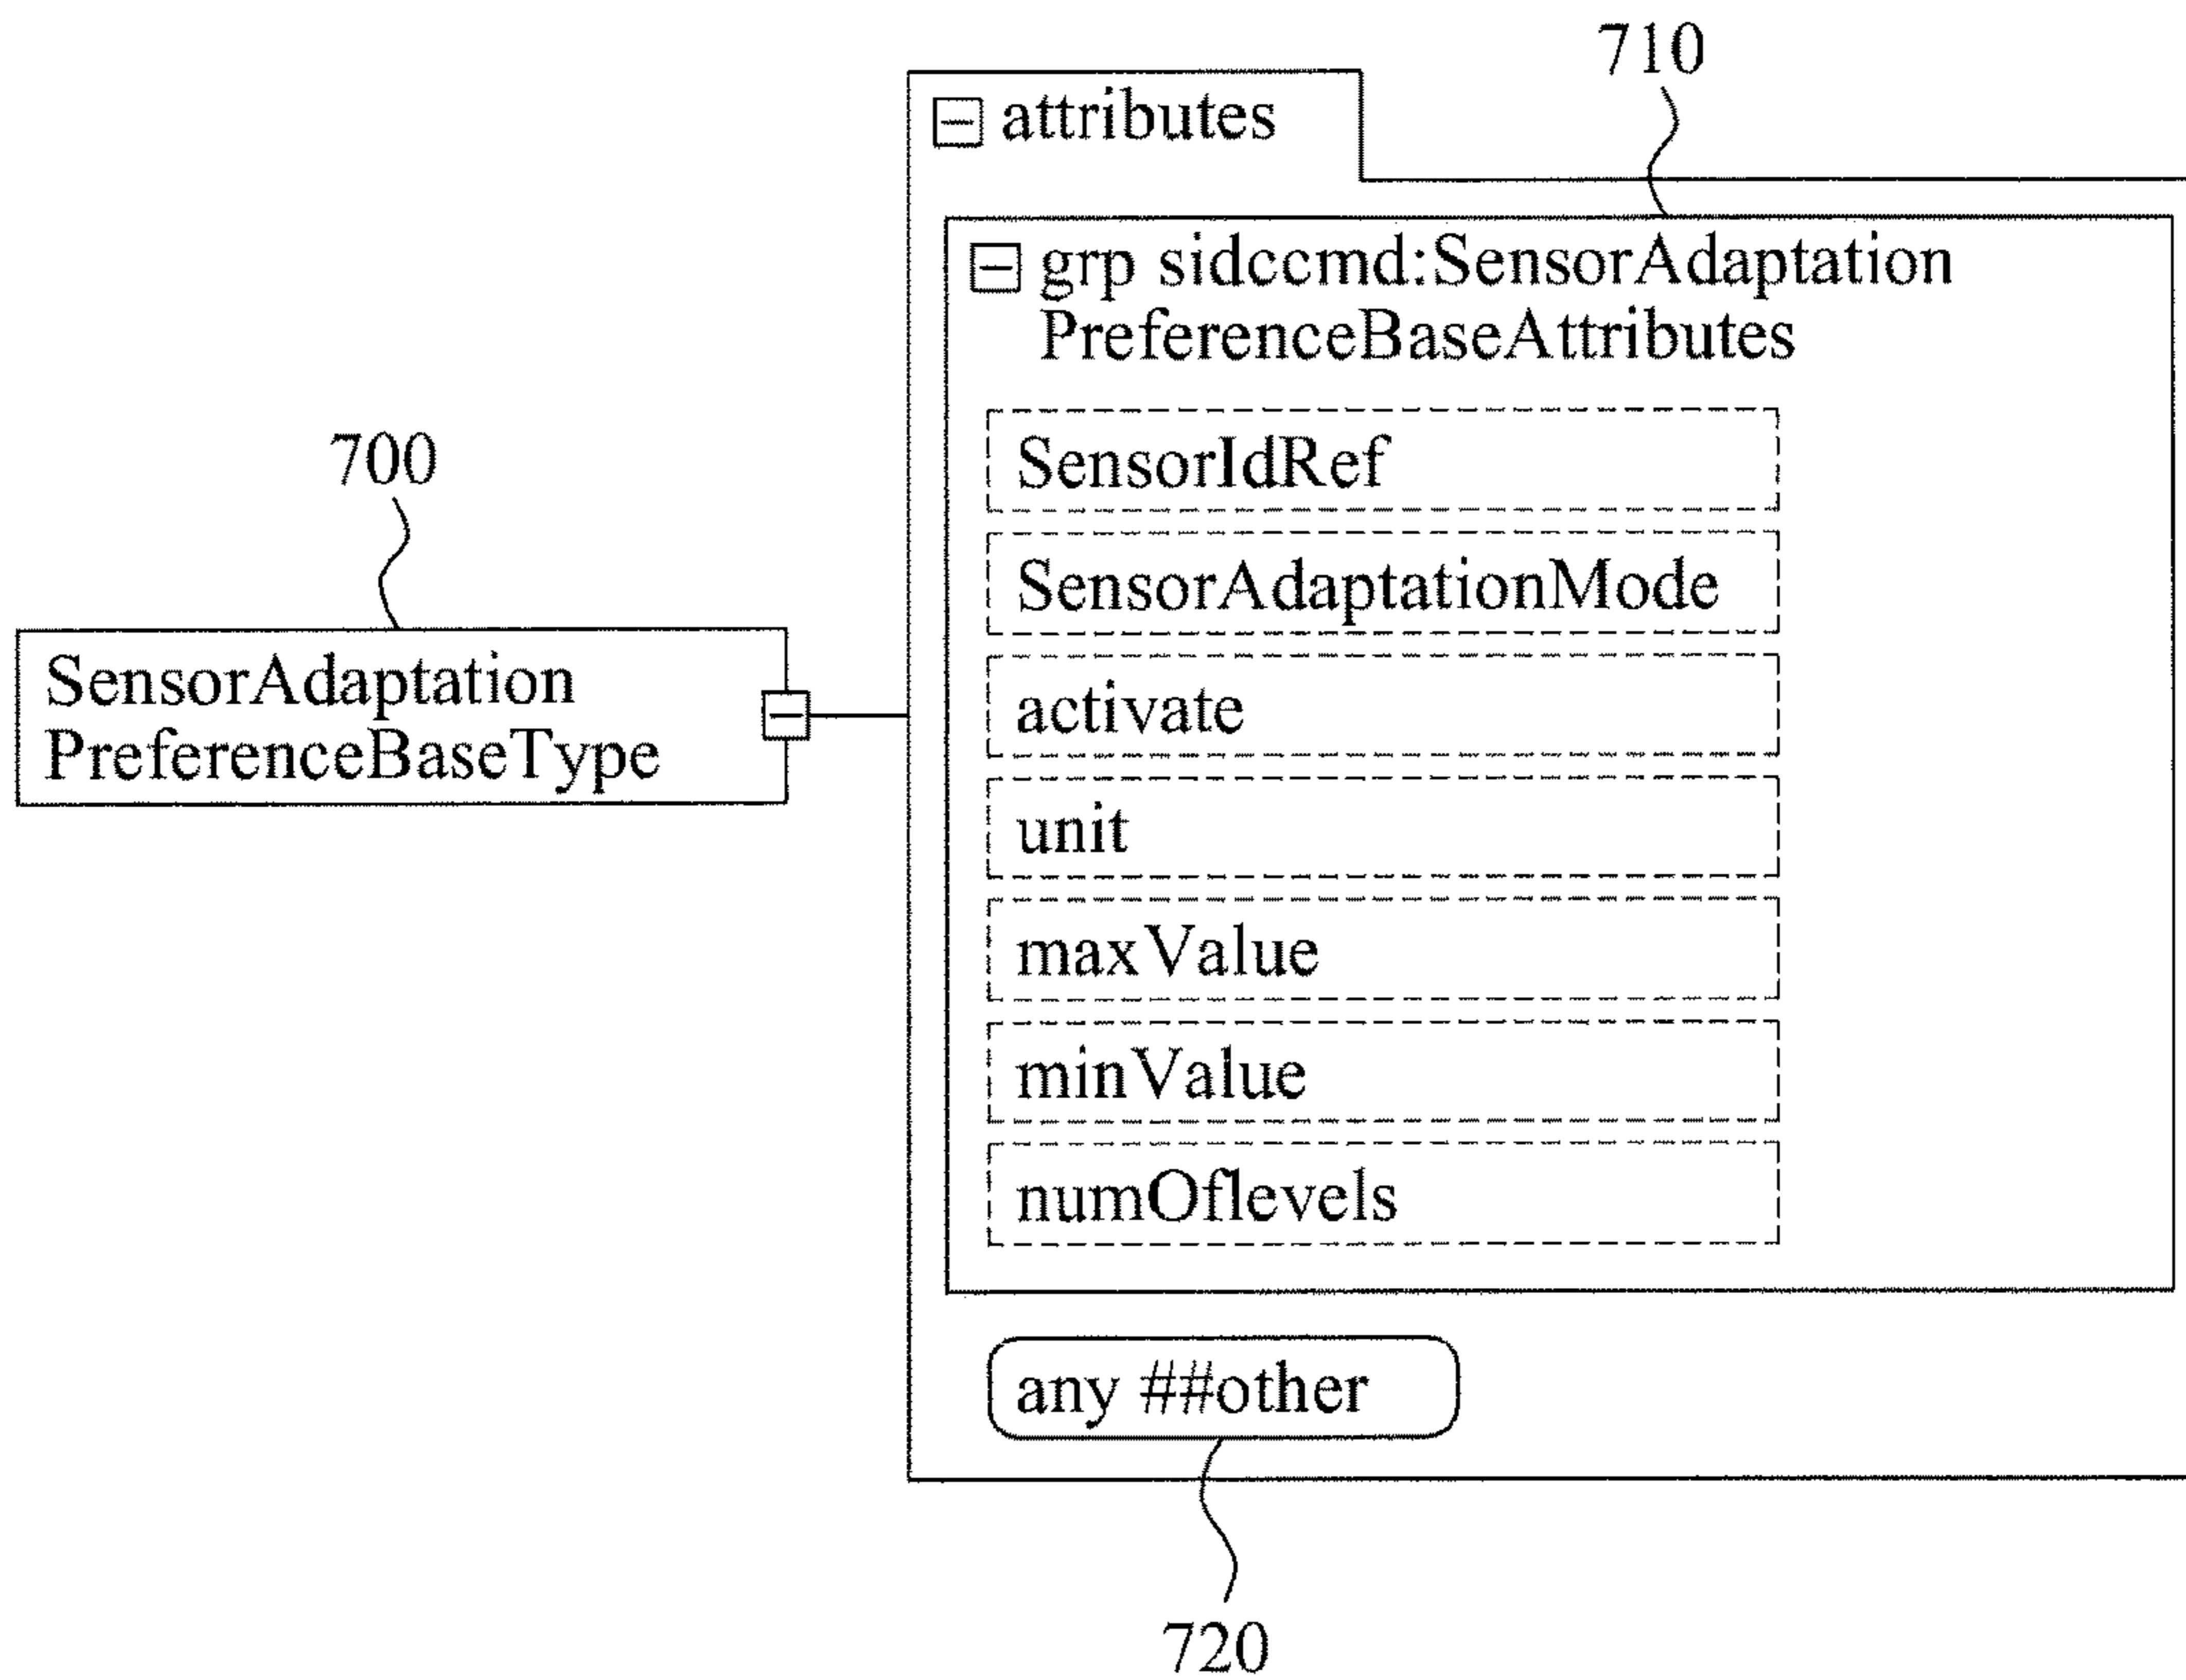 710
attributes
grp sidccmd:SensorAdaptation
PreferenceBaseAttributes
SensorIdRef
700
SensorAdaptationMode
SensorAdaptation
PreferenceBaseType
activate
unit
maxValue
minValue
numOflevels
any ##other
720